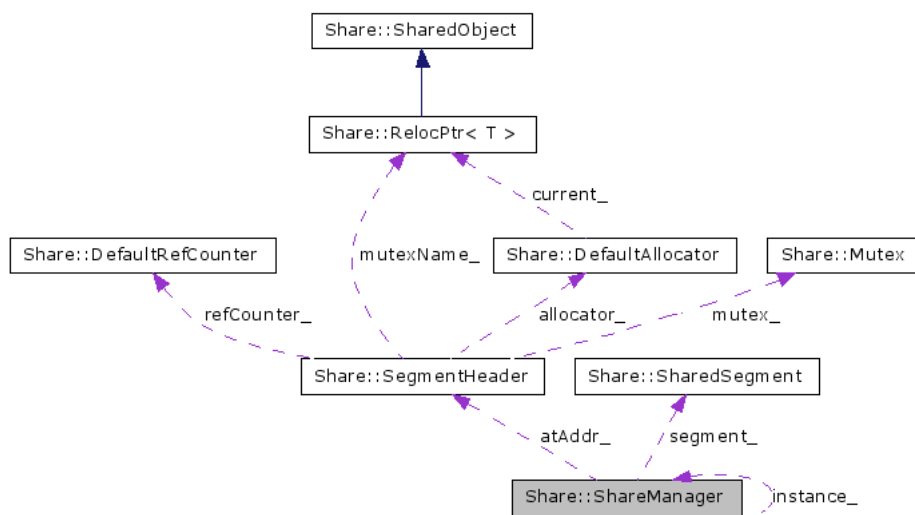 Share::SharedObject
Share::RelocPtr< T >
current_
Share::DefaultRefCounter
mutexName_
Share::DefaultAllocator
Share::Mutex
refCounter_
allocator_
mutex_
Share::SegmentHeader
Share::SharedSegment
atAddr_
segment_
Share::ShareManager
instance_